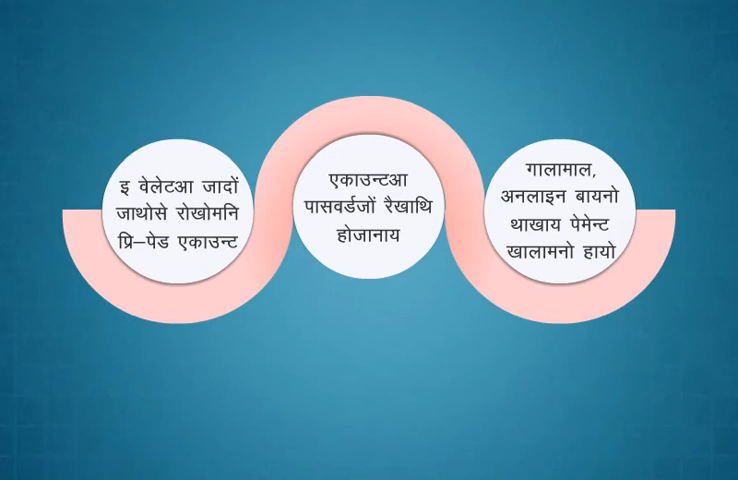 इ वेलेटआ जादों
जाथोसे रोखोमनि
प्रि–पेड एकाउन्ट
एकाउन्टआ
पासवर्डजों रैखाथि
होजानाय
गालामाल,
अनलाइन बायनो
थाखाय पेमेन्ट
खालामनो हायो